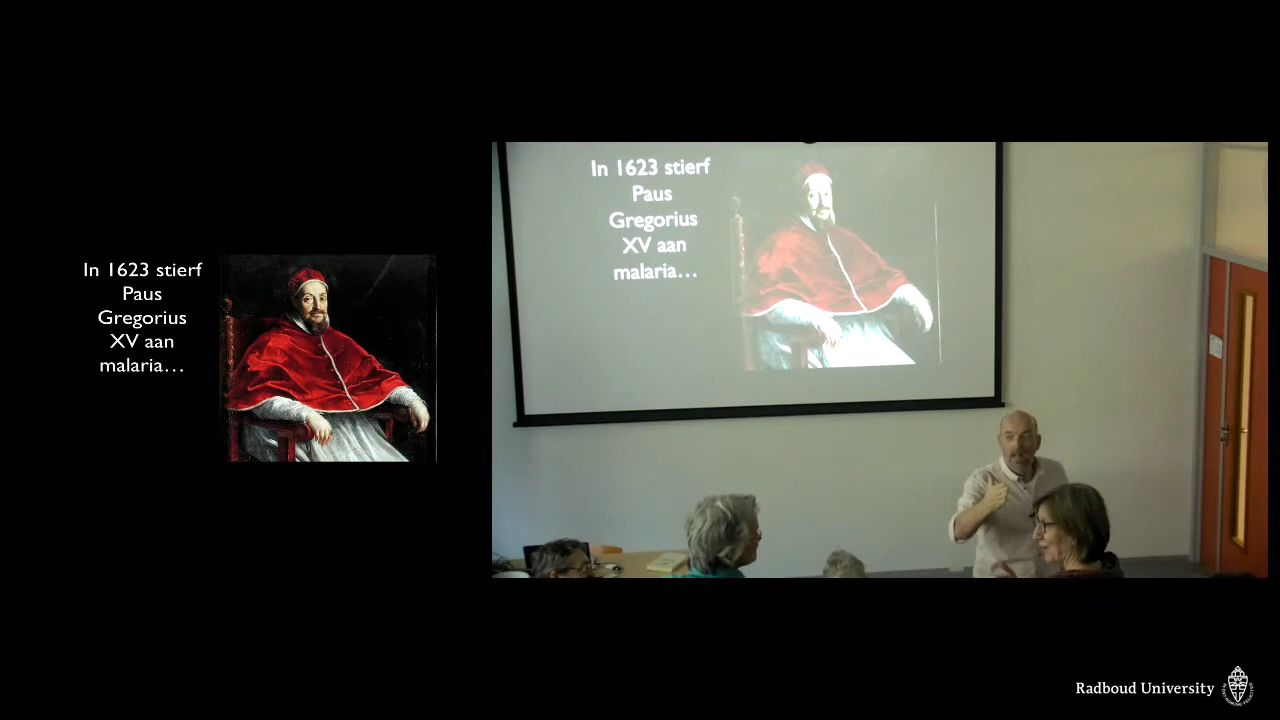 In 1623 stierf
Paus
Gregorius
XV aan
malaria…
In 1623 stierf
Paus
Gregorius
XV aan
malaria…
Radboud University